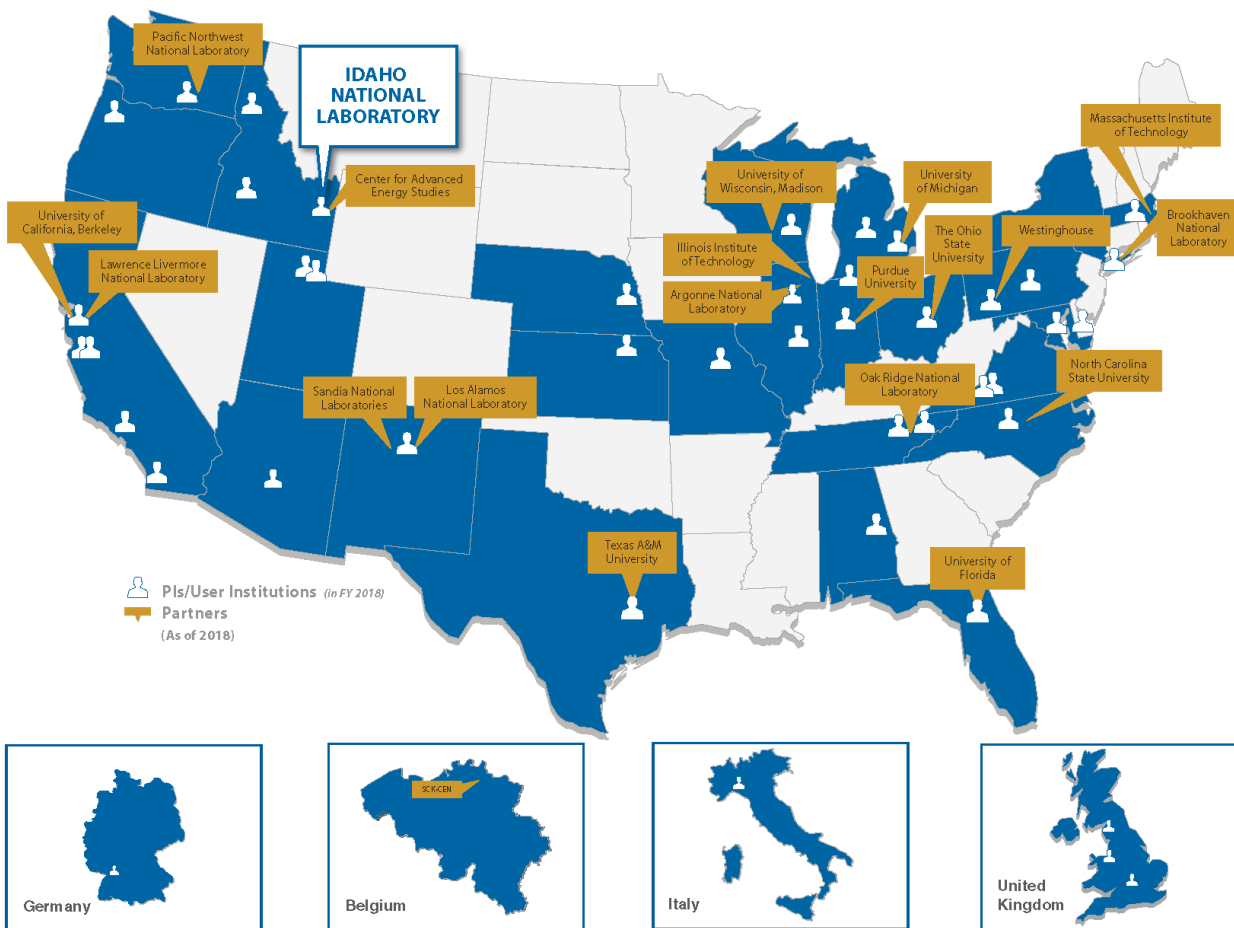 Pacific Northwest
National Laboratory
IDAHO
NATIONAL
LABORATORY
Center for Advanced
Energy Studies
University of
California, Berkeley
Lawrence Livermore
National Laboratory
Sandia National
Laboratories
Los Alamos
National Laboratory
University of
Wisconsin, Madison
University
of Michigan
Massachusetts Institute
of Technology
Brookhaven
National
Laboratory
Illinois Institute
of Technology
Argonne National
Laboratory
Purdue
University
The Ohio
State
University
Westinghouse
Oak Ridge National
Laboratory
North Carolina
State University
Texas A&M
University
University of
Florida
PIs/User Institutions (in FY 2018)
Partners
(As of 2018)
Germany
SCK-CEN
Belgium
Italy
United
Kingdom